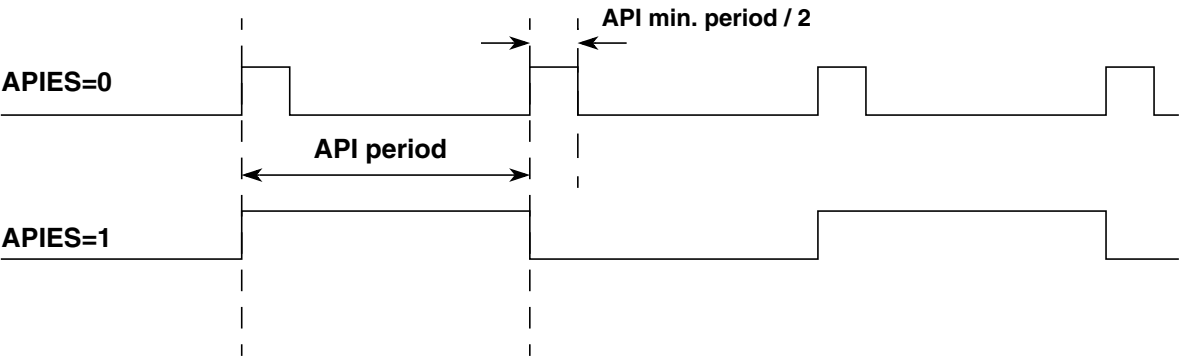 API min. period / 2
APIES=0
API period
APIES=1